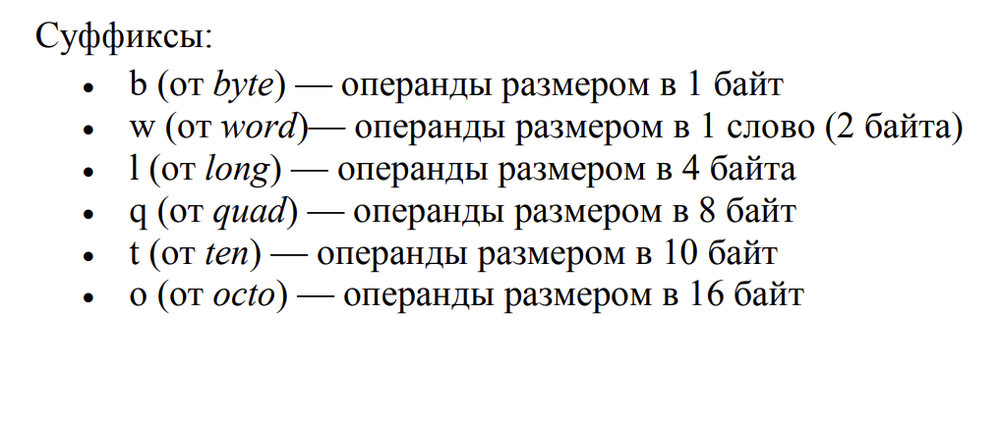 Суффиксы:
• b (от byte) — операнды размером в 1 байт
• w (от word)— операнды размером в 1 слово (2 байта)
• l (от long) — операнды размером в 4 байта
• q (от quad) — операнды размером в 8 байт
• t (от ten) — операнды размером в 10 байт
• o (от octo) — операнды размером в 16 байт